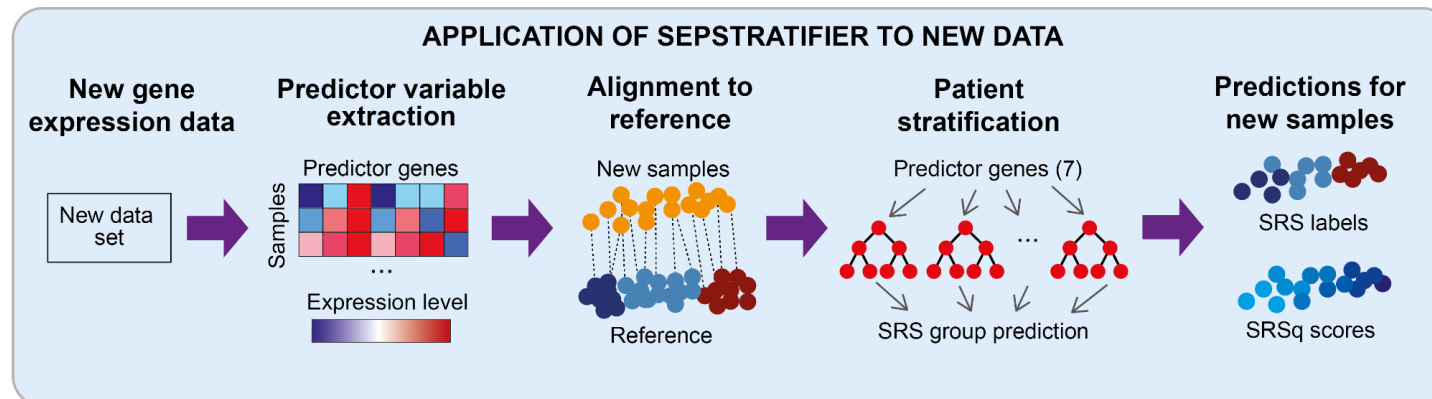 APPLICATION OF SEPSTRATIFIER TO NEW DATA
New gene
expression data
New data
set
Predictor variable
extraction
Predictor genes
Samples
...
Expression level
Alignment to
reference
New samples
Reference
Patient
stratification
Predictor genes (7)
...
SRS group prediction
Predictions for
new samples
SRS labels
SRSq scores